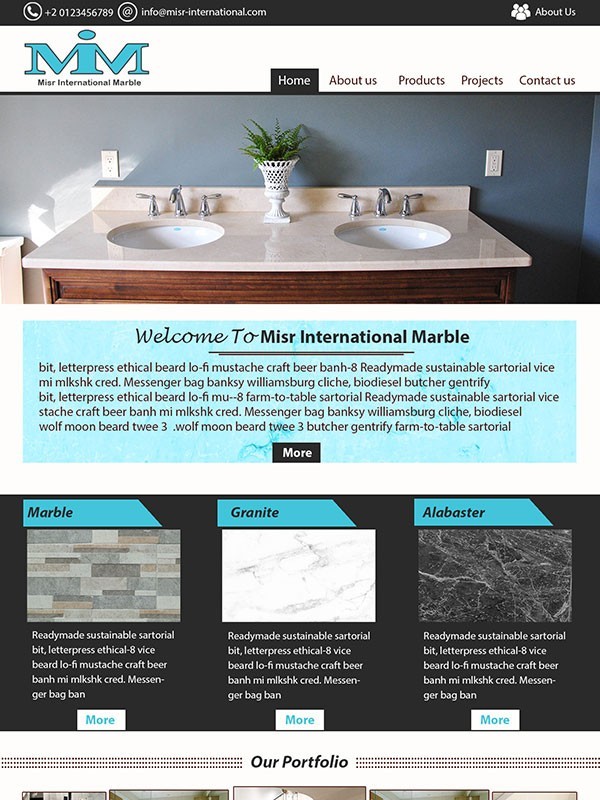 +2 0123456789 info@misr-international.com About Us
MIM
Misr International Marble
Home About us Products Projects Contact us
Welcome To Misr International Marble
bit, letterpress ethical beard lo-fi mustache craft beer banh-8 Readymade sustainable sartorial vice
mi mlkshk cred. Messenger bag banksy williamsburg cliche, biodiesel butcher gentrify
bit, letterpress ethical beard lo-fi mu--8 farm-to-table sartorial Readymade sustainable vice
stache craft beer banh mi mlkshk cred. Messenger bag banksy williamsburg cliche, biodiesel
wolf moon beard twee 3 .wolf moon beard twee 3 butcher gentrify farm-to-table sartorial
More
Marble
Readymade sustainable sartorial
bit, letterpress ethical-8 vice
beard lo-fi mustache craft beer
banh mi mlkshk cred. Messen-
ger bag ban
More
Granite
Readymade sustainable sartorial
bit, letterpress ethical-8 vice
beard lo-fi mustache craft beer
banh mi mlkshk cred. Messen-
ger bag ban
More
Alabaster
Readymade sustainable sartorial
bit, letterpress ethical-8 vice
beard lo-fi mustache craft beer
banh mi mlkshk cred. Messen-
ger bag ban
More
Our Portfolio